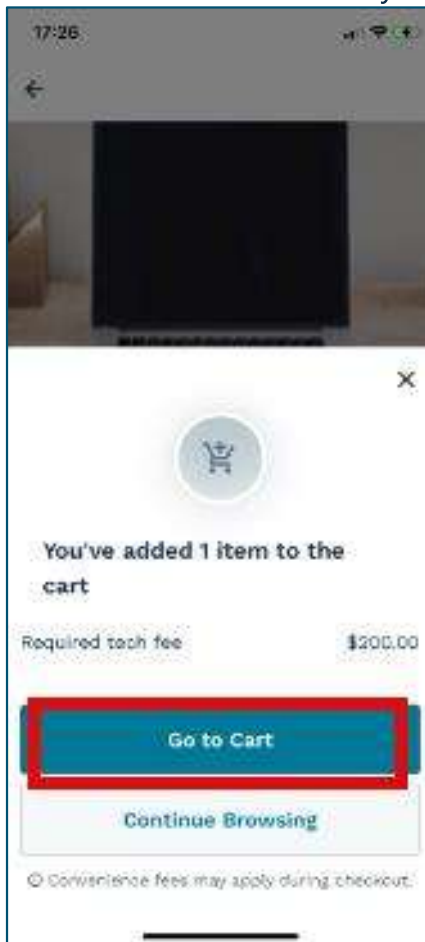 17:26
You've added 1 item to the
cart
Required tech fee $200.00
Go to Cart
Continue Browsing
Convenience fees may apply during checkout.